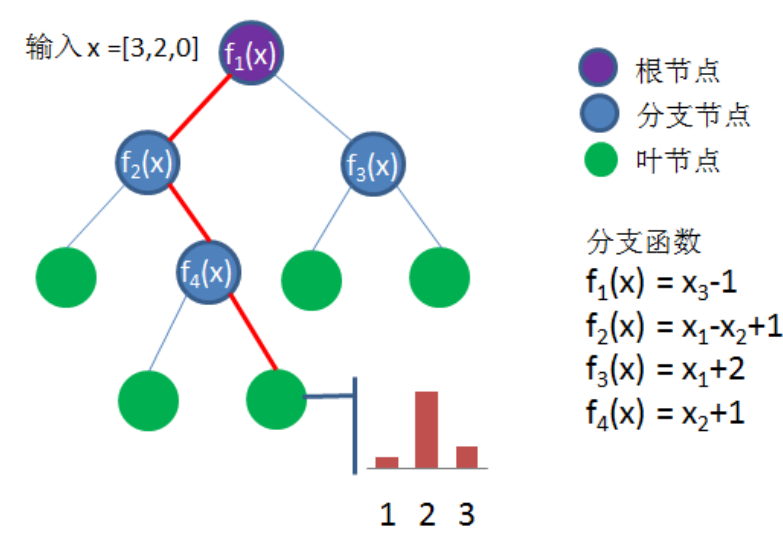 输入 x =[3,2,0]
f₁(x)
f₂(x)
f₃(x)
f₄(x)
1 2 3
根节点
分支节点
叶节点
分支函数
f₁(x) = x₃-1
f₂(x) = x₁-x₂+1
f₃(x) = x₁+2
f₄(x) = x₂+1